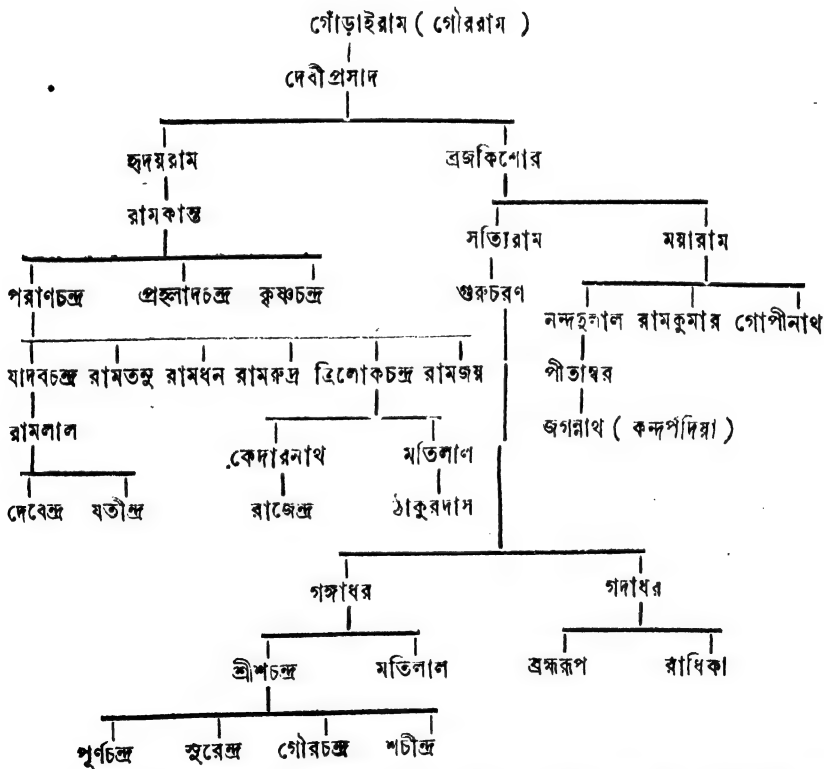 গোঁড়াইরাম ( গৌররাম )
দেবীপ্রসাদ
হৃদয়রাম ব্রজকিশোর
রামকান্ত
সত্যিরাম ময়ারাম
পরাণচন্দ্র প্রহ্লাদচন্দ্র কৃষ্ণচন্দ্র গুরুচরণ
নন্দদুলাল রামকুমার গোপীনাথ
যাদবচন্দ্র রামতনু রামধন রামরুদ্র ত্রিলোকচন্দ্র রামজয় পীতাম্বর
রামলাল জগন্নাথ ( কন্দর্পদিয়া )
কেদারনাথ মতিলাল
দেবেন্দ্র যতীন্দ্র রাজেন্দ্র ঠাকুরদাস
গঙ্গাধর গদাধর
শ্রীশচন্দ্র মতিলাল ব্রহ্মরূপ রাধিকা
পূর্ণচন্দ্র সুরেন্দ্র গৌরচন্দ্র শচীন্দ্র